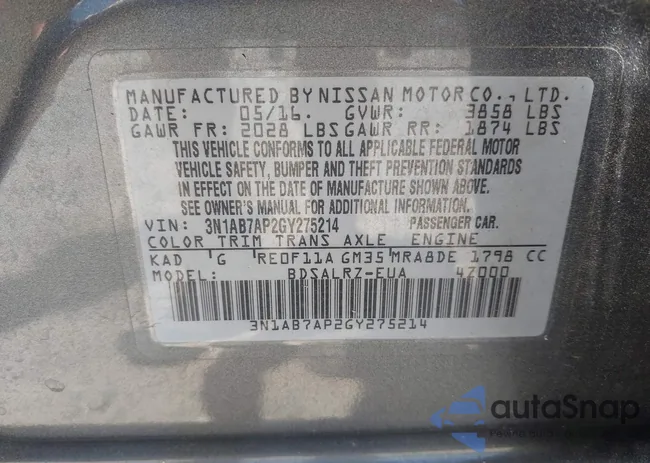 MANUFACTURED BY NISSAN MOTOR CO., LTD.
DATE: 05/16. GVWR: 3858 LBS
GAWR FR: 2028 LBS GAWR RR: 1874 LBS
THIS VEHICLE CONFORMS TO ALL APPLICABLE FEDERAL MOTOR
VEHICLE SAFETY, BUMPER AND THEFT PREVENTION STANDARDS
IN EFFECT ON THE DATE OF MANUFACTURE SHOWN ABOVE.
SEE OWNER'S MANUAL FOR ADDITIONAL INFORMATION.
VIN: 3N1AB7AP2GY275214 PASSENGER CAR.
COLOR TRIM TRANS AXLE ENGINE
KAD G RE0F11A GM35 MRA8DE 1798 CC
MODEL: BDSALRZ-EUA 47000
3N1AB7AP2GY275214
autoSnap